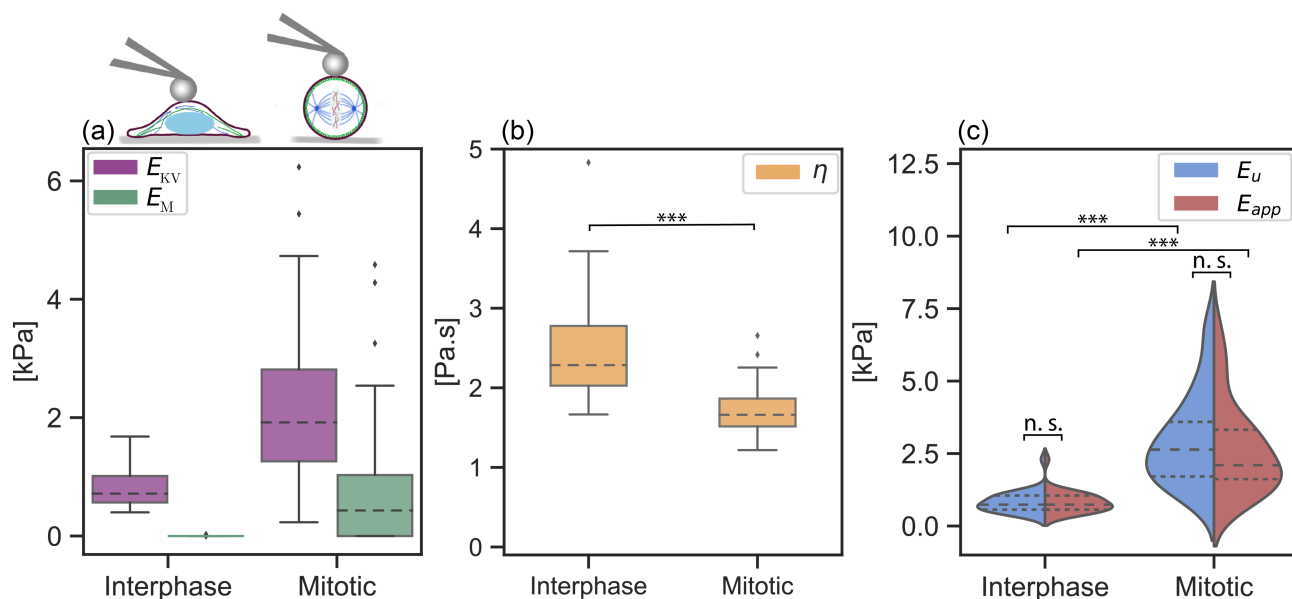 (a)
E_KV
E_M
6
4
2
0
[kPa]
Interphase
Mitotic
(b)
η
***
5
4
3
2
1
0
[Pa.s]
Interphase
Mitotic
(c)
E_u
E_app
***
***
n. s.
n. s.
12.5
10.0
7.5
5.0
2.5
0.0
[kPa]
Interphase
Mitotic